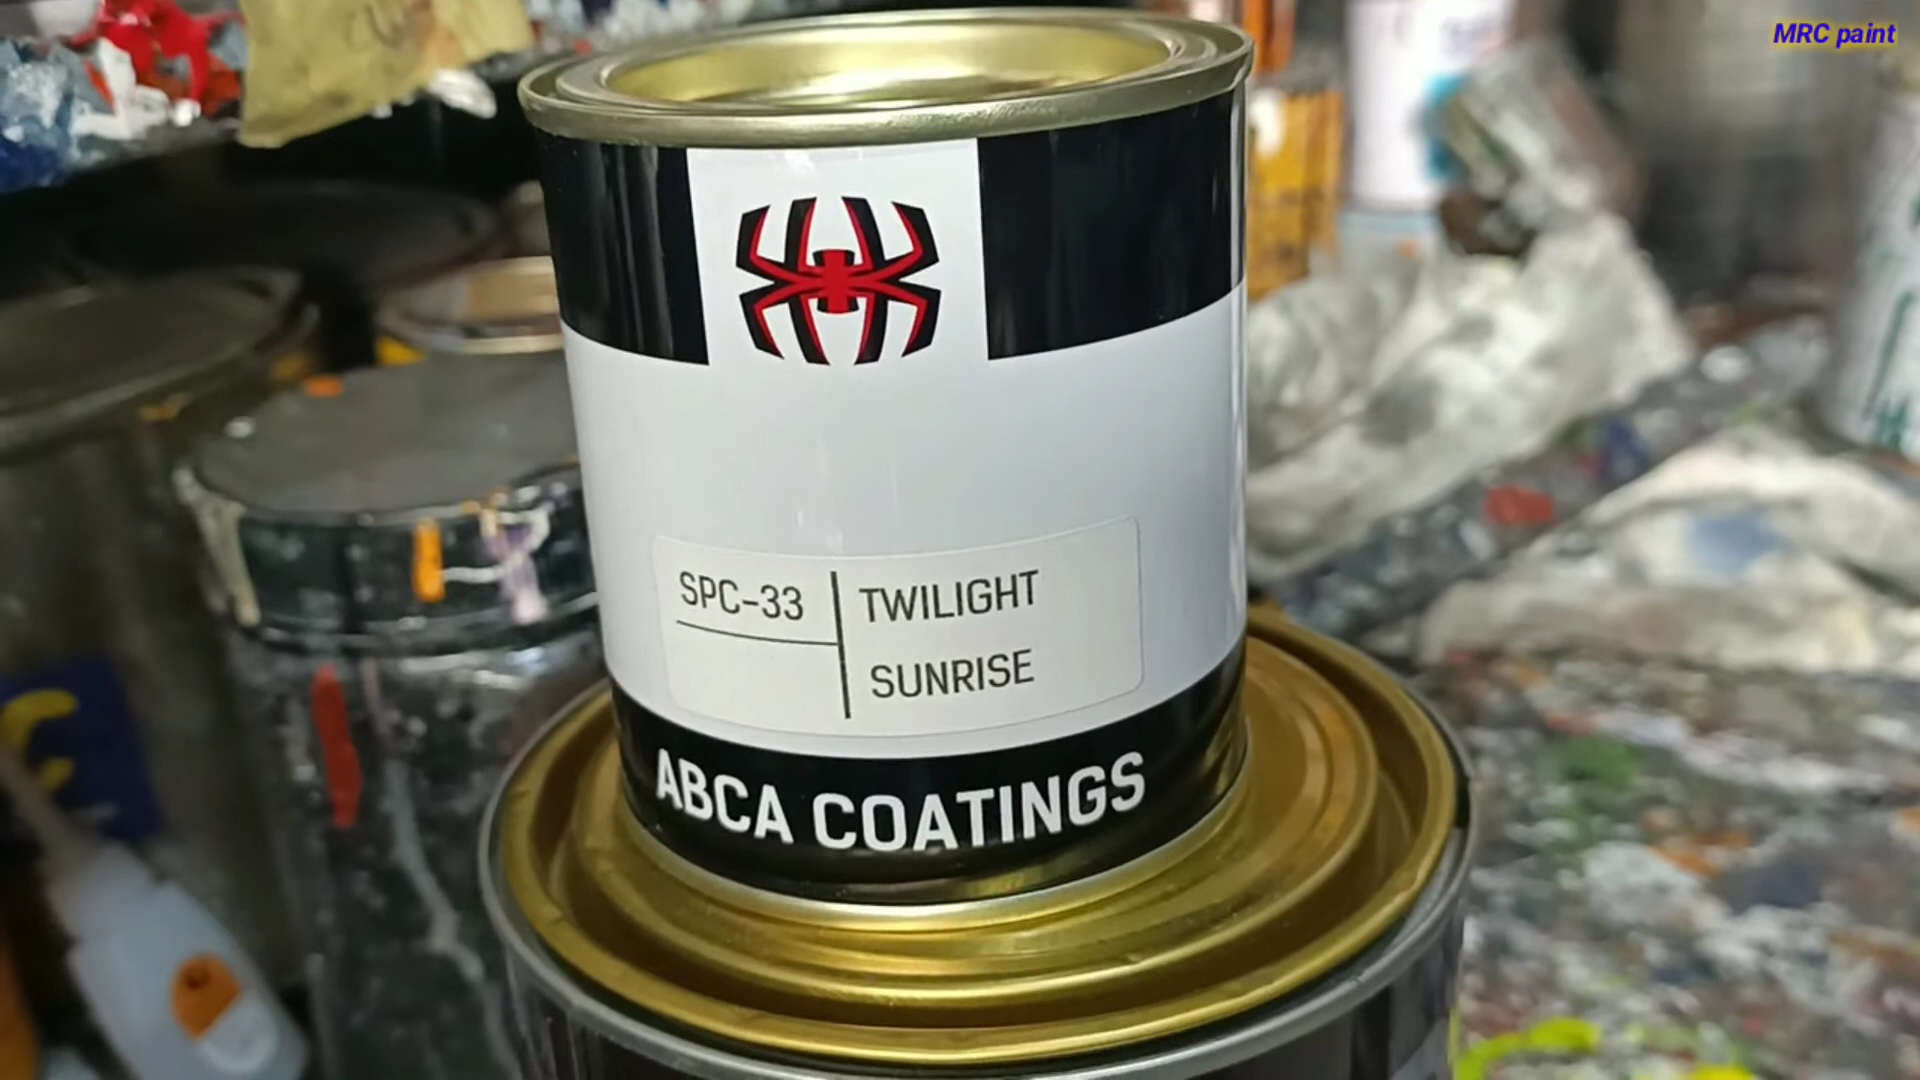 MRC paint
SPC-33
TWILIGHT
SUNRISE
ABCA COATINGS